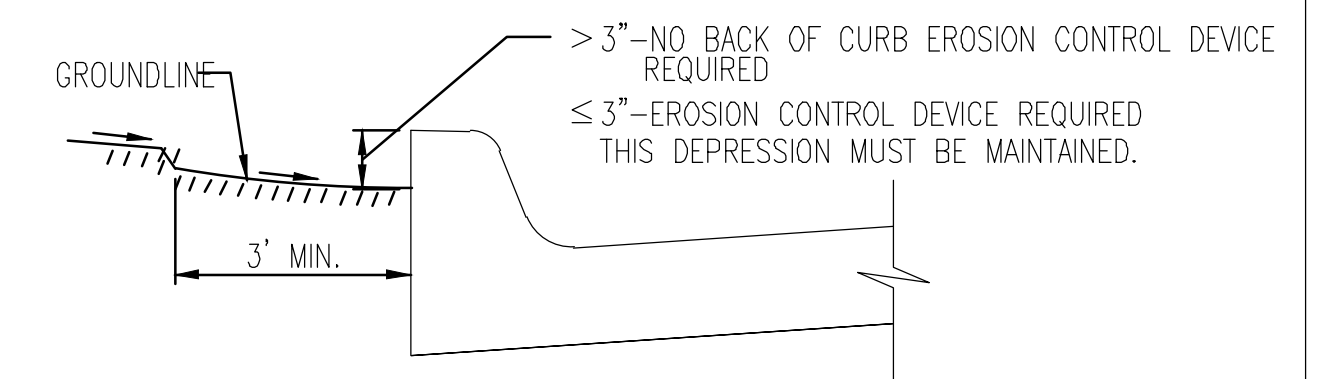 > 3"-NO BACK OF CURB EROSION CONTROL DEVICE
REQUIRED
GROUNDLINE
≤ 3"-EROSION CONTROL DEVICE REQUIRED
THIS DEPRESSION MUST BE MAINTAINED.
3' MIN.